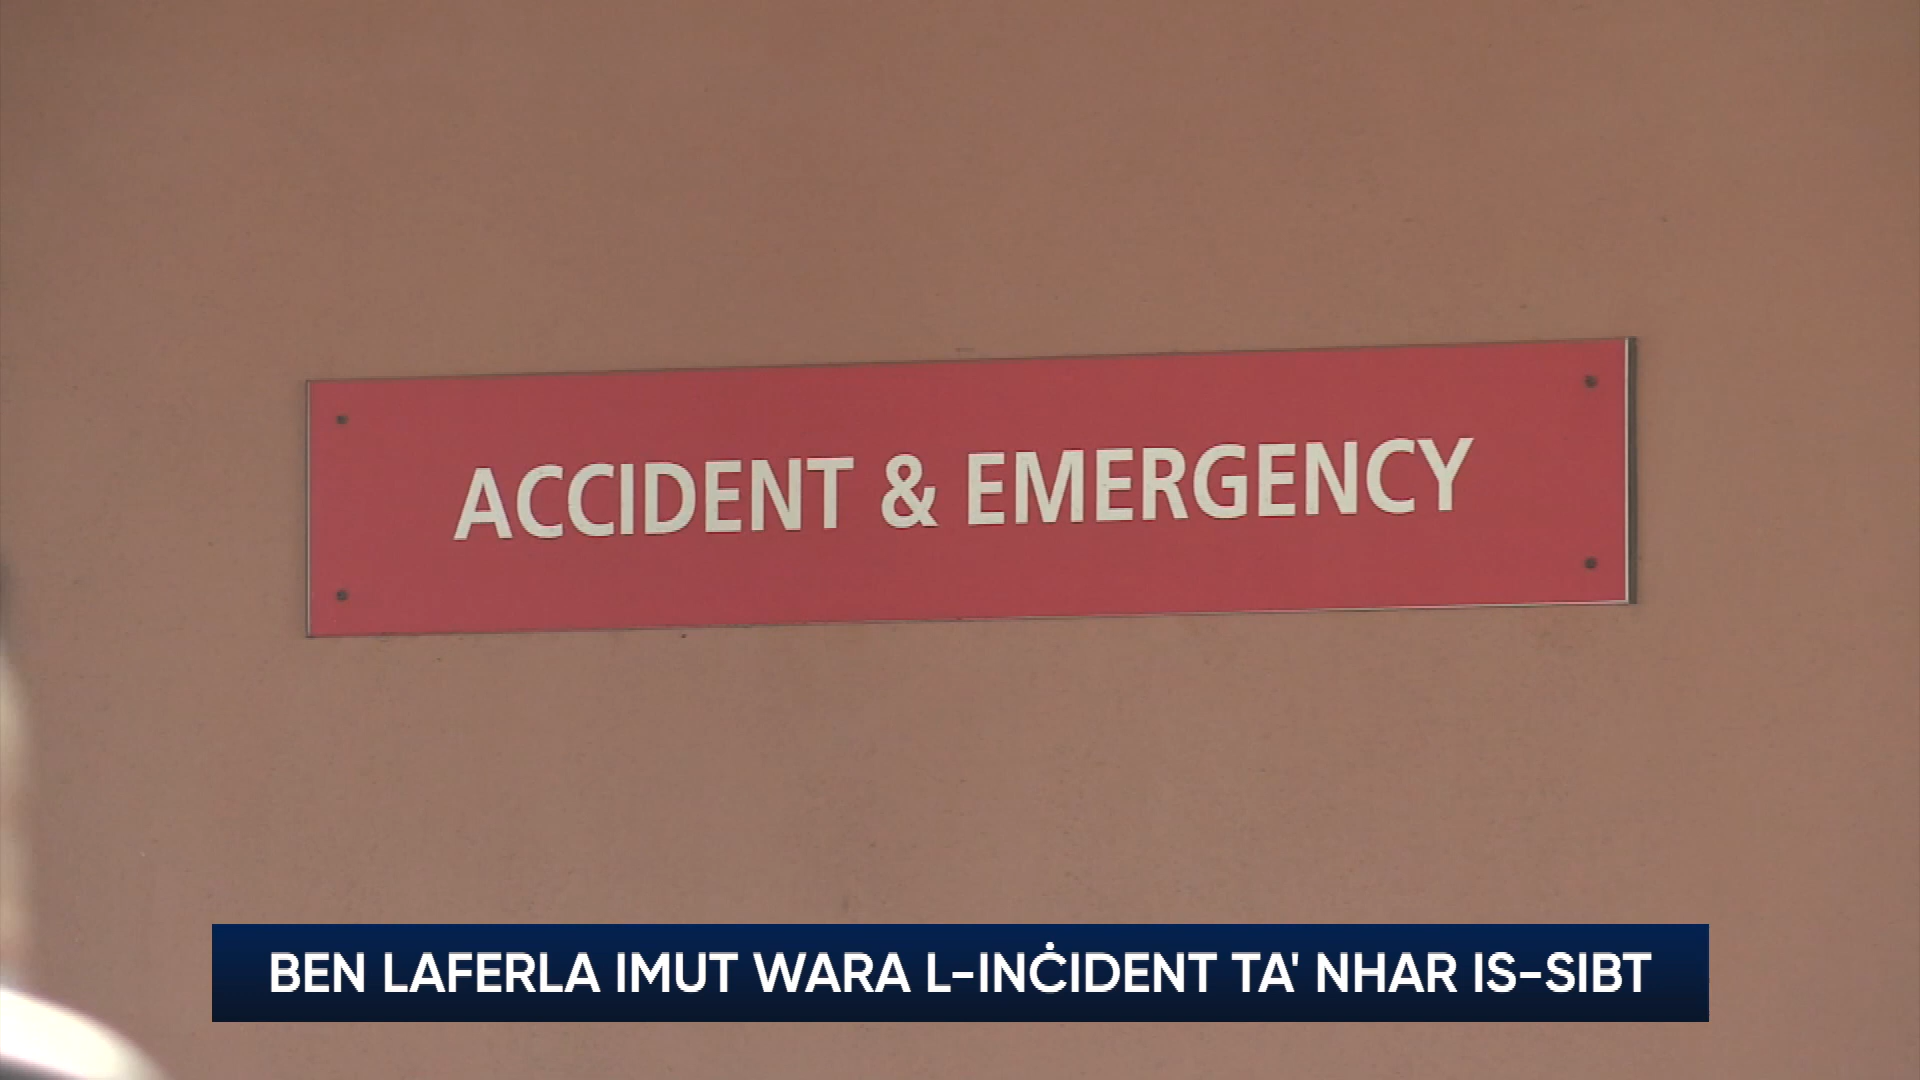 ACCIDENT & EMERGENCY
BEN LAFERLA IMUT WARA L-INĊIDENT TA' NHAR IS-SIBT